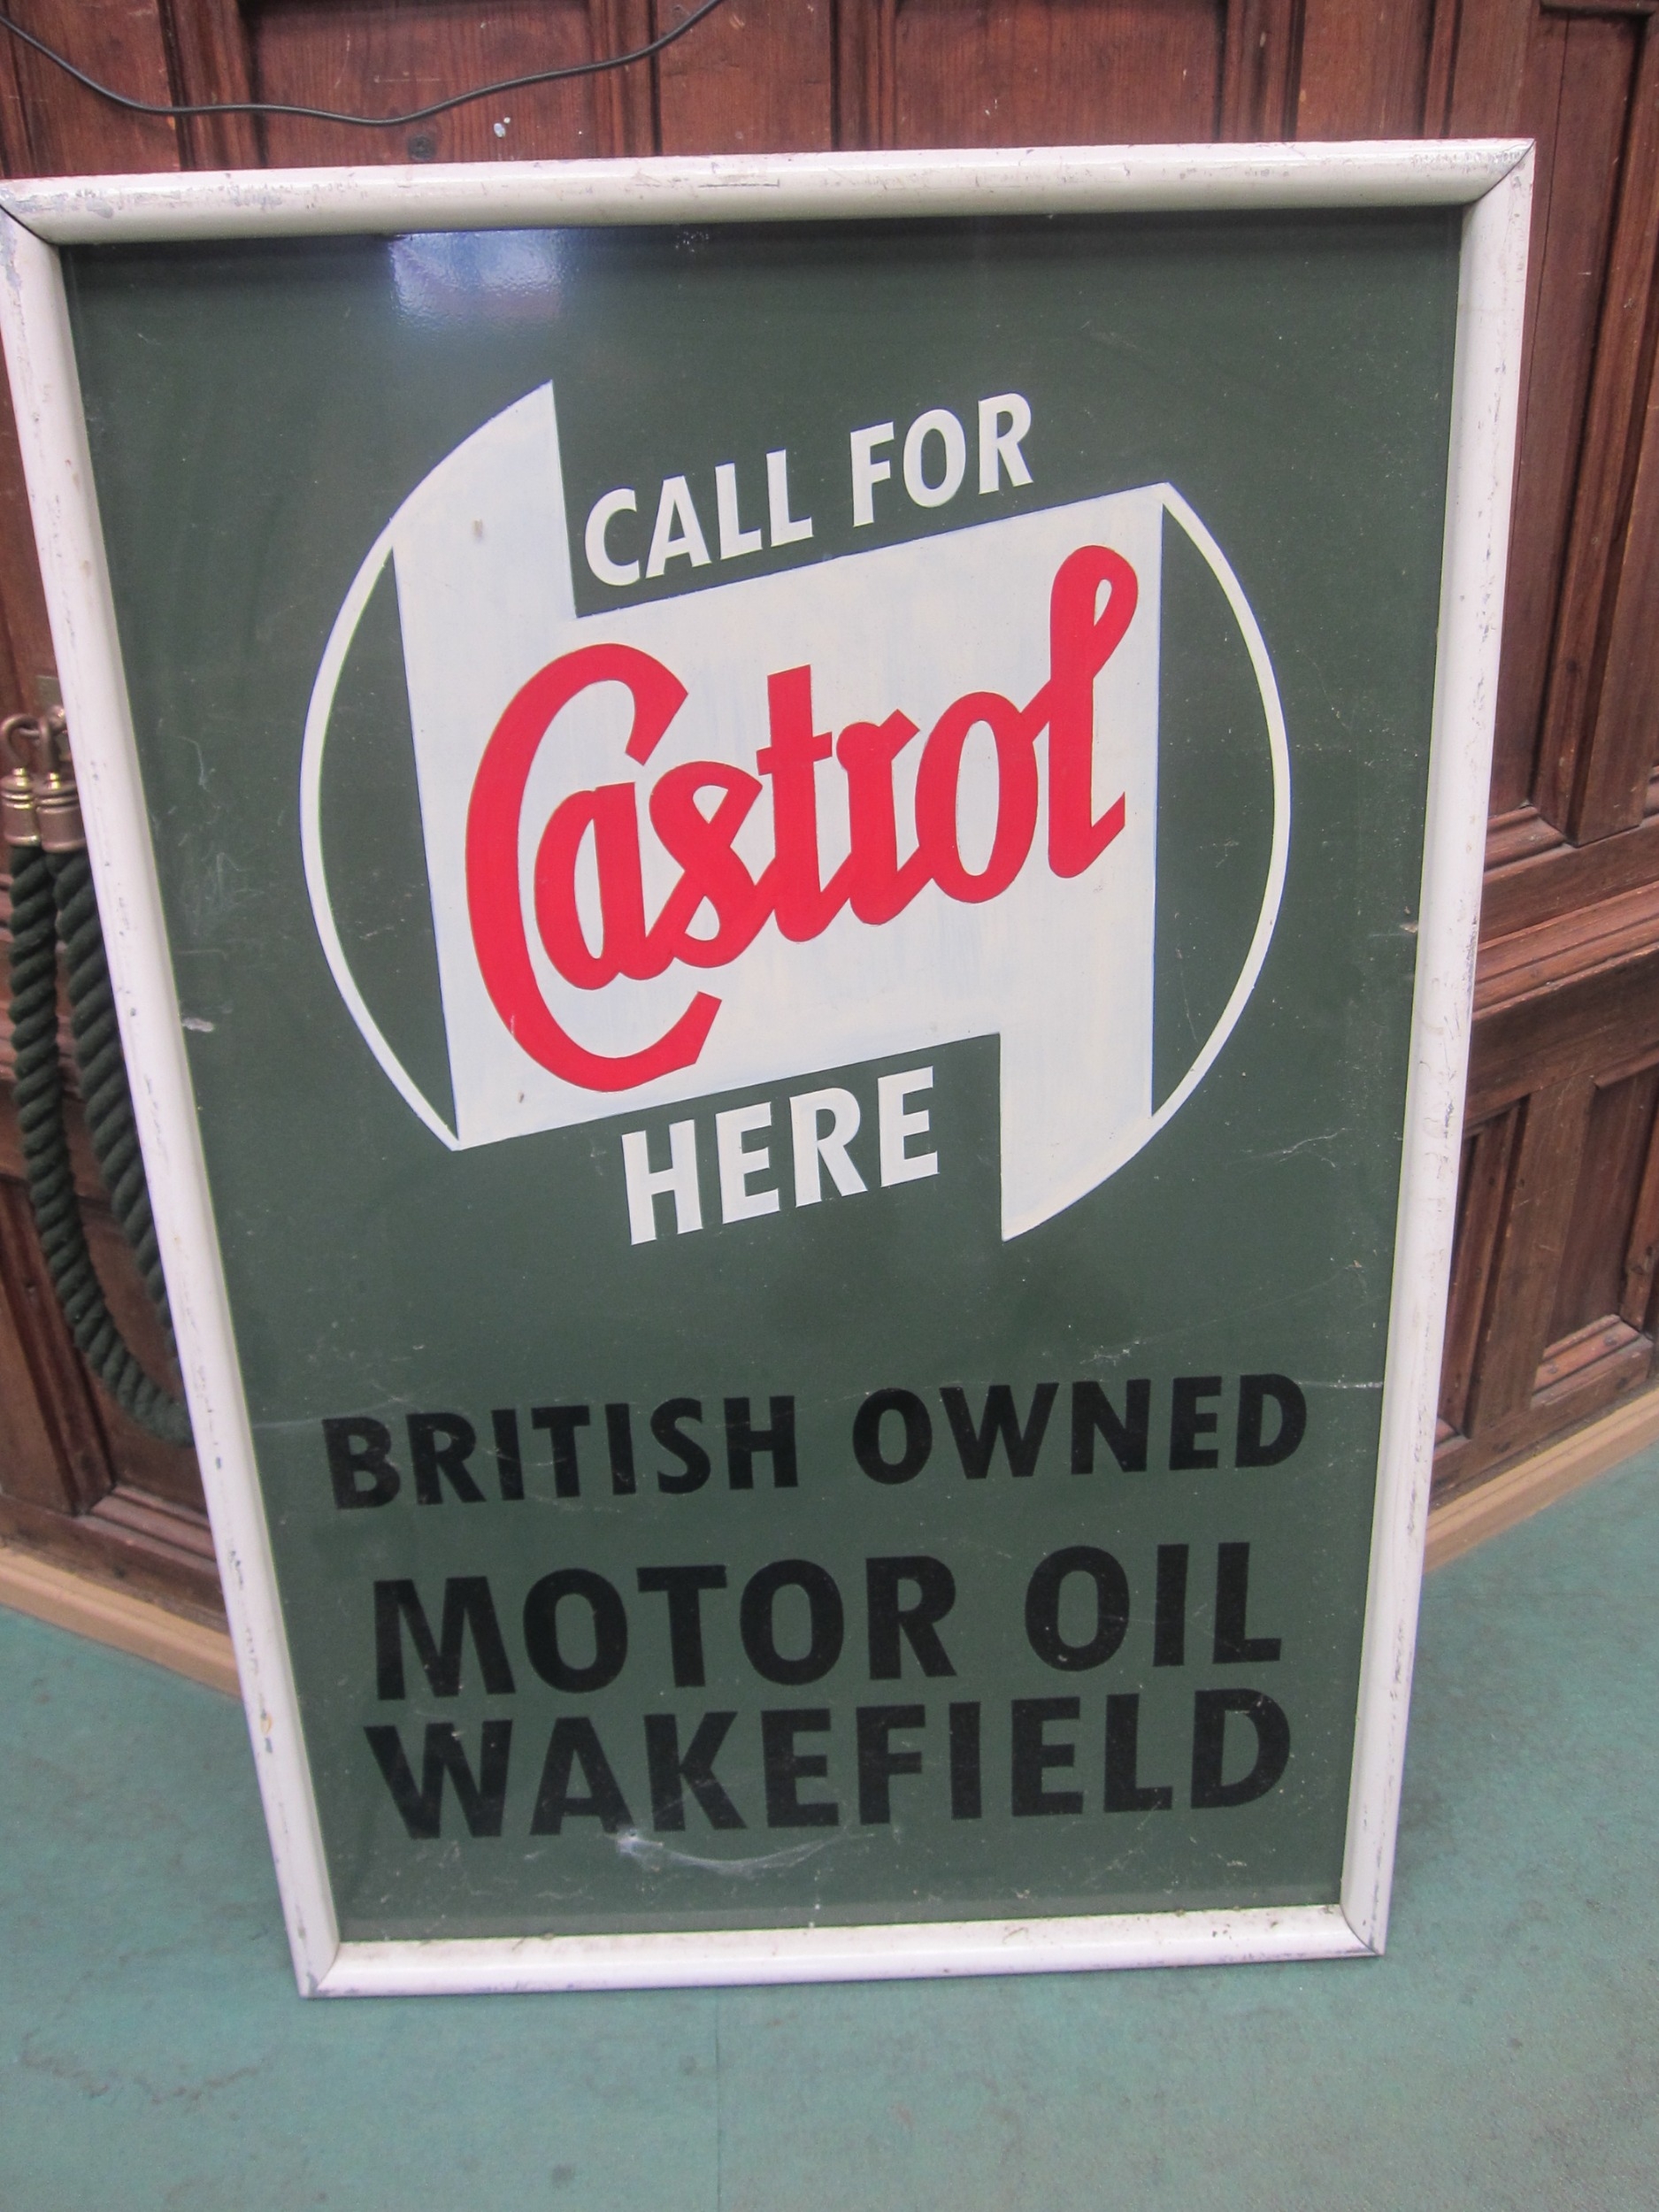 CALL FOR
Castrol
HERE
BRITISH OWNED
MOTOR OIL
WAKEFIELD